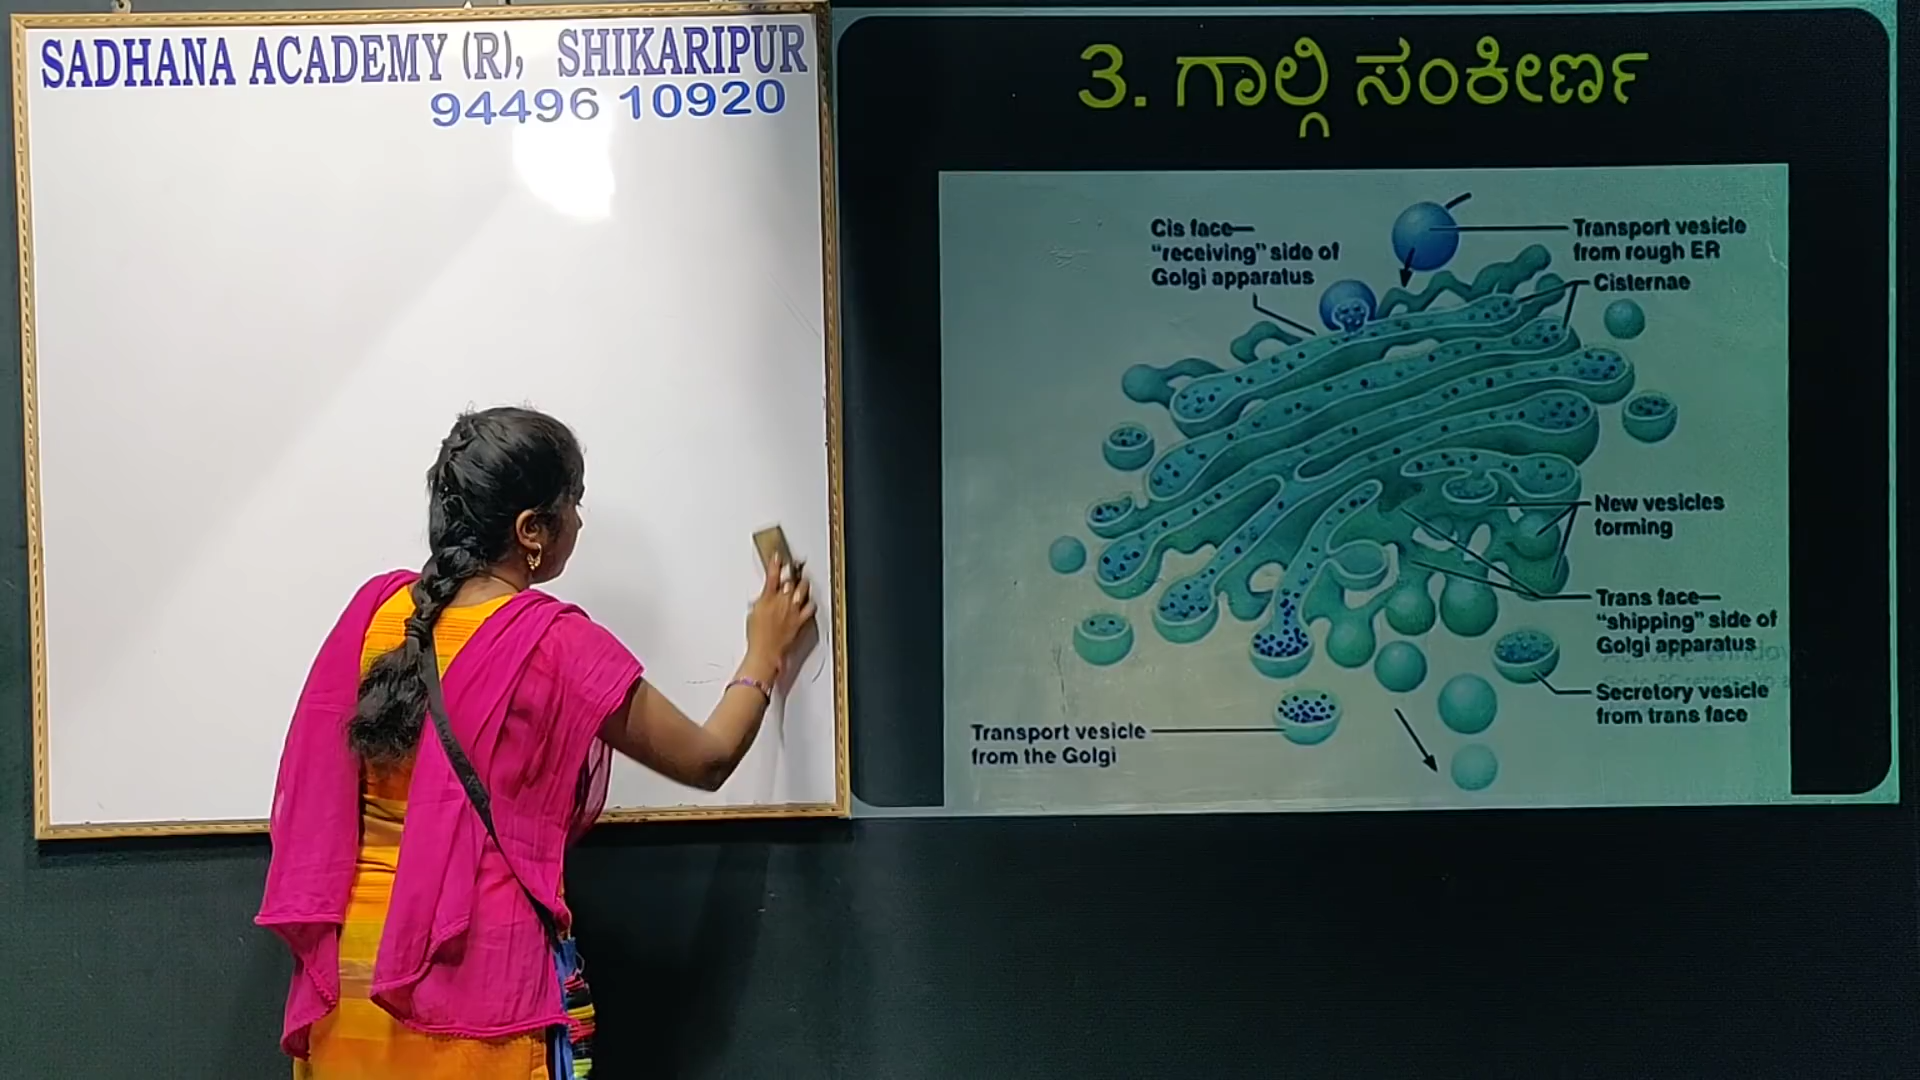 SADHANA ACADEMY (R), SHIKARIPUR
94496 10920
3. ಗಾಲ್ಗಿ ಸಂಕೀರ್ಣ
Cis face—
"receiving" side of
Golgi apparatus
Transport vesicle
from rough ER
Cisternae
New vesicles
forming
Trans face—
"shipping" side of
Golgi apparatus
Secretory vesicle
from trans face
Transport vesicle
from the Golgi